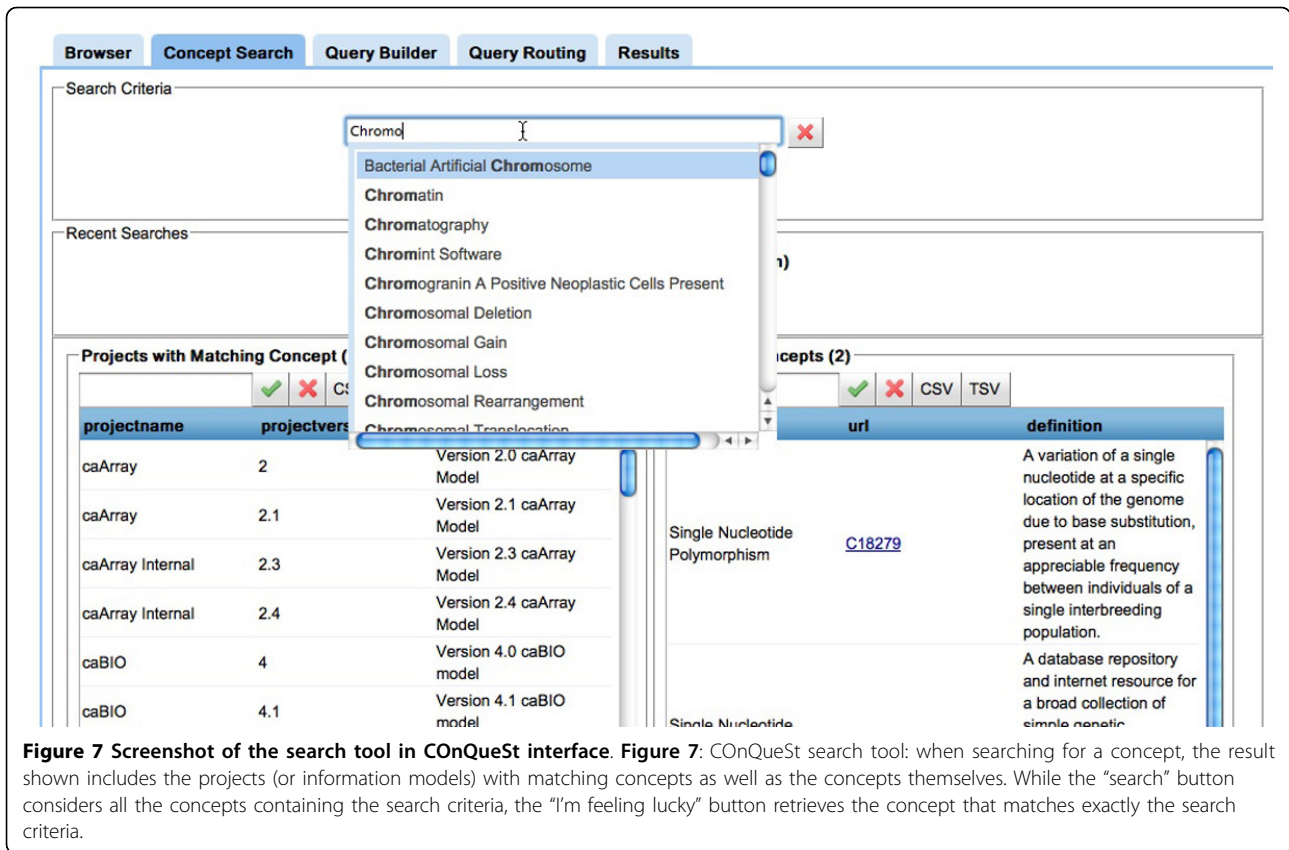 Browser Concept Search Query Builder Query Routing Results
Search Criteria
Chromo
Bacterial Artificial Chromosome
Chromatin
Chromatography
Chromint Software
Chromogranin A Positive Neoplastic Cells Present
Chromosomal Deletion
Chromosomal Gain
Chromosomal Loss
Chromosomal Rearrangement
Chromosomal Translocation
Recent Searches
Projects with Matching Concept (
(2)
CSV TSV
projectname
url definition
caArray 2 Version 2.0 caArray
Model
caArray 2.1 Version 2.1 caArray
Model
caArray Internal 2.3 Version 2.3 caArray
Model
caArray Internal 2.4 Version 2.4 caArray
Model
caBIO 4 Version 4.0 caBIO
model
caBIO 4.1 Version 4.1 caBIO
model
Single Nucleotide
Polymorphism
C18279
A variation of a single
nucleotide at a specific
location of the genome
due to base substitution,
present at an
appreciable frequency
between individuals of a
single interbreeding
population.
Single Nucleotide
A database repository
and internet resource for
a broad collection of
simple genetic
Figure 7 Screenshot of the search tool in COnQueSt interface. Figure 7: COnQueSt search tool: when searching for a concept, the result
shown includes the projects (or information models) with matching concepts as well as the concepts themselves. While the “search” button
considers all the concepts containing the search criteria, the “I’m feeling lucky” button retrieves the concept that matches exactly the search
criteria.